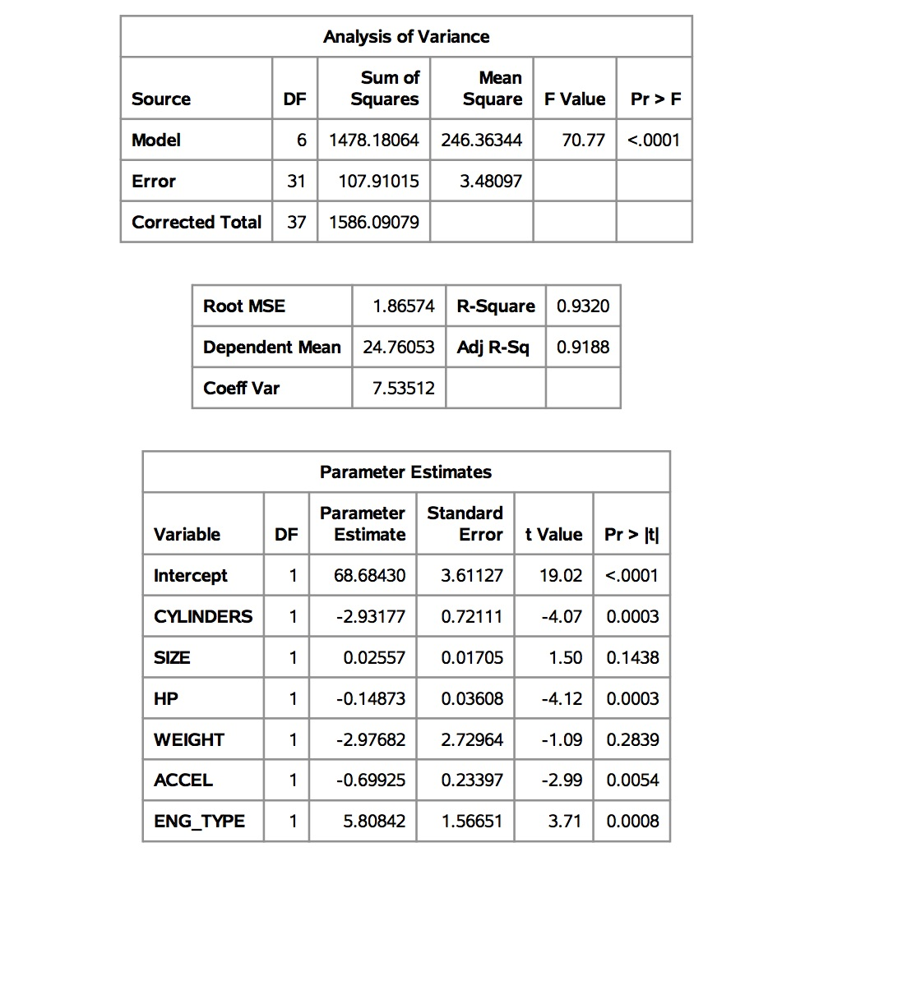 Analysis of Variance
Source DF Sum of Squares Mean Square F Value Pr > F
Model 6 1478.18064 246.36344 70.77 <.0001
Error 31 107.91015 3.48097
Corrected Total 37 1586.09079
Root MSE 1.86574 R-Square 0.9320
Dependent Mean 24.76053 Adj R-Sq 0.9188
Coeff Var 7.53512
Parameter Estimates
Variable DF Parameter Estimate Standard Error t Value Pr > |t|
Intercept 1 68.68430 3.61127 19.02 <.0001
CYLINDERS 1 -2.93177 0.72111 -4.07 0.0003
SIZE 1 0.02557 0.01705 1.50 0.1438
HP 1 -0.14873 0.03608 -4.12 0.0003
WEIGHT 1 -2.97682 2.72964 -1.09 0.2839
ACCEL 1 -0.69925 0.23397 -2.99 0.0054
ENG_TYPE 1 5.80842 1.56651 3.71 0.0008